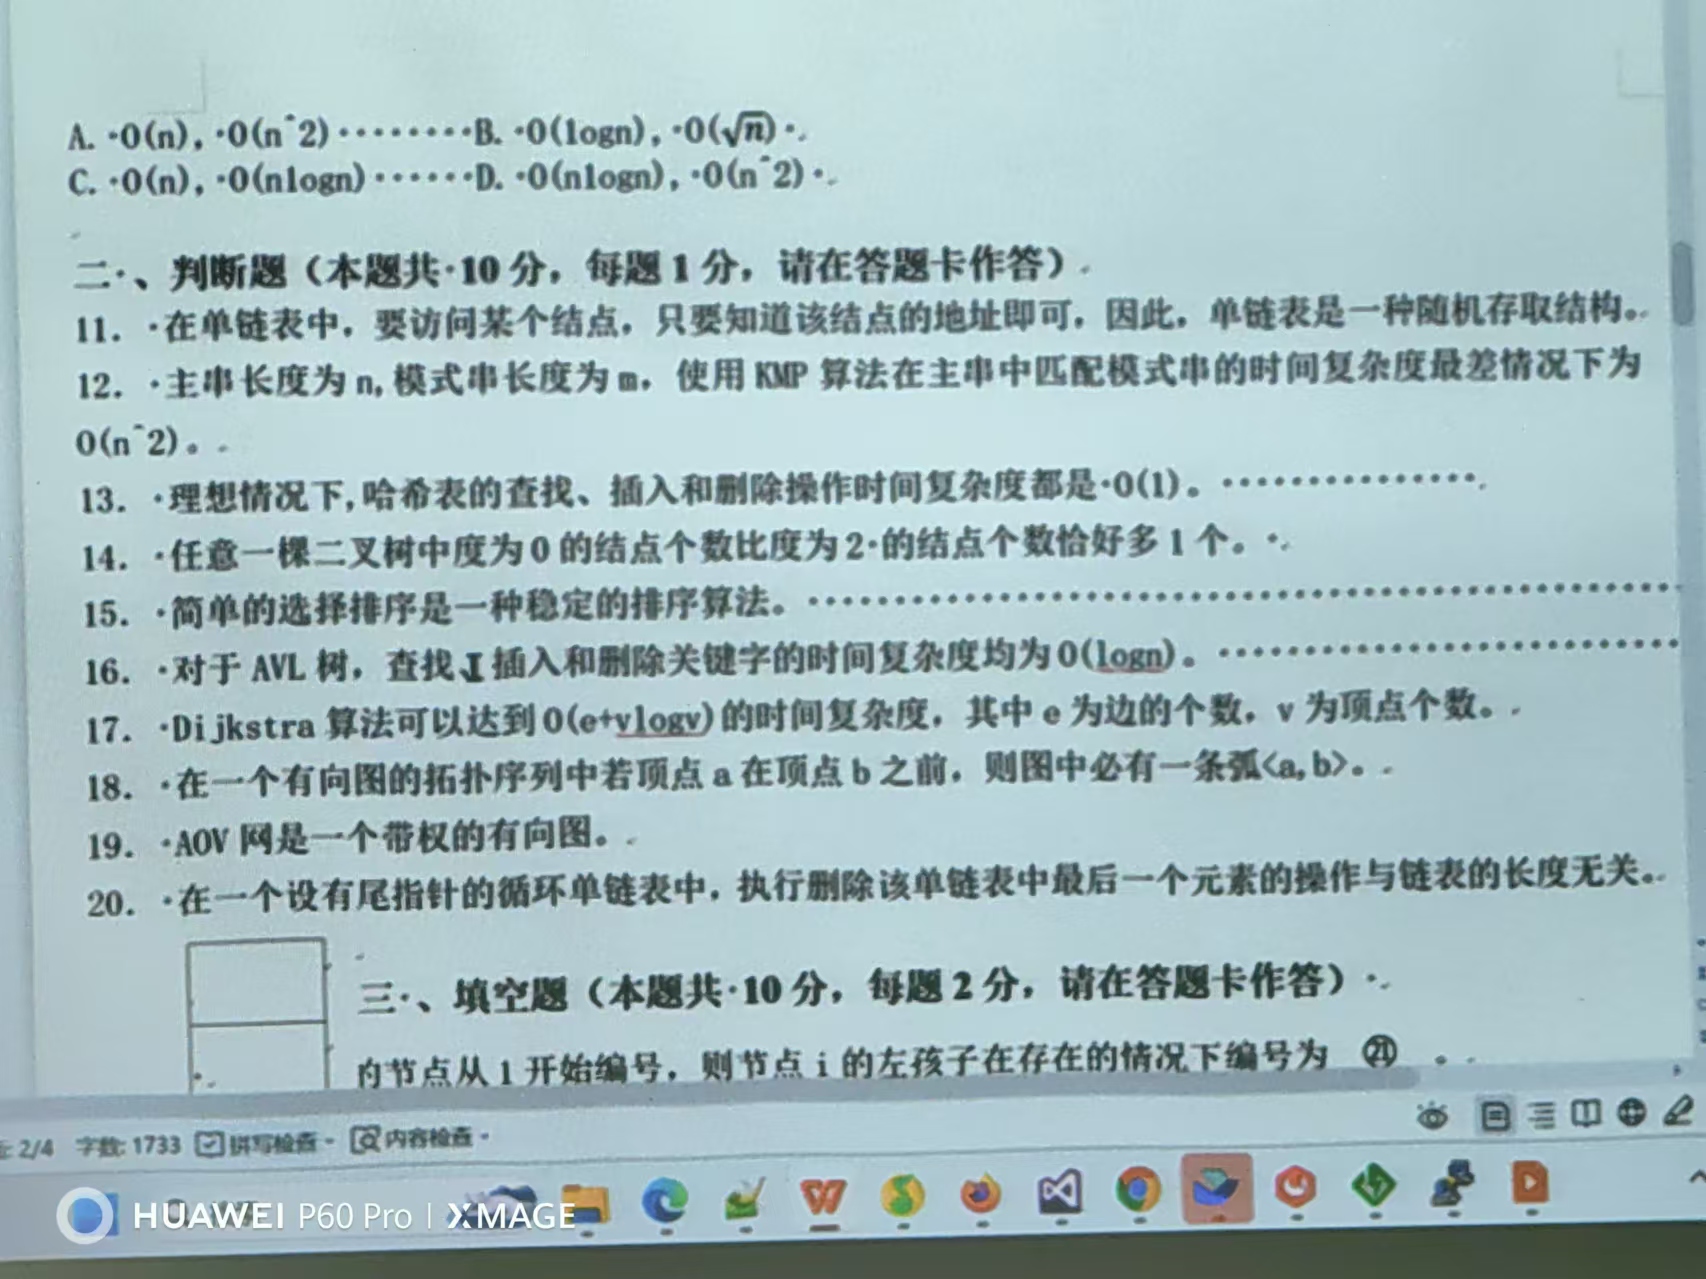 A. ·O(n), ·O(n^2)········B. ·O(logn), ·O(√n)·
C. ·O(n), ·O(nlogn)······D. ·O(nlogn), ·O(n^2)·
二·、判断题（本题共·10 分，每题 1 分，请在答题卡作答）
11. ·在单链表中，要访问某个结点，只要知道该结点的地址即可，因此，单链表是一种随机存取结构。
12. ·主串长度为 n, 模式串长度为 m，使用 KMP 算法在主串中匹配模式串的时间复杂度最差情况下为
O(n^2)。
13. ·理想情况下, 哈希表的查找、插入和删除操作时间复杂度都是·O(1)。···············
14. ·任意一棵二叉树中度为 0 的结点个数比度为 2·的结点个数恰好多 1 个。·
15. ·简单的选择排序是一种稳定的排序算法。················································
16. ·对于 AVL 树，查找、插入和删除关键字的时间复杂度均为 O(logn)。··························
17. ·Dijkstra 算法可以达到 O(e+vlogv)的时间复杂度，其中 e 为边的个数，v 为顶点个数。
18. ·在一个有向图的拓扑序列中若顶点 a 在顶点 b 之前，则图中必有一条弧<a, b>。
19. ·AOV 网是一个带权的有向图。
20. ·在一个设有尾指针的循环单链表中，执行删除该单链表中最后一个元素的操作与链表的长度无关。
三·、填空题（本题共·10 分，每题 2 分，请在答题卡作答）·
的节点从 1 开始编号，则节点 i 的左孩子在存在的情况下编号为 ㉑ 。
2/4 字数: 1733 拼写检查 内容检查
HUAWEI P60 Pro | XMAGE